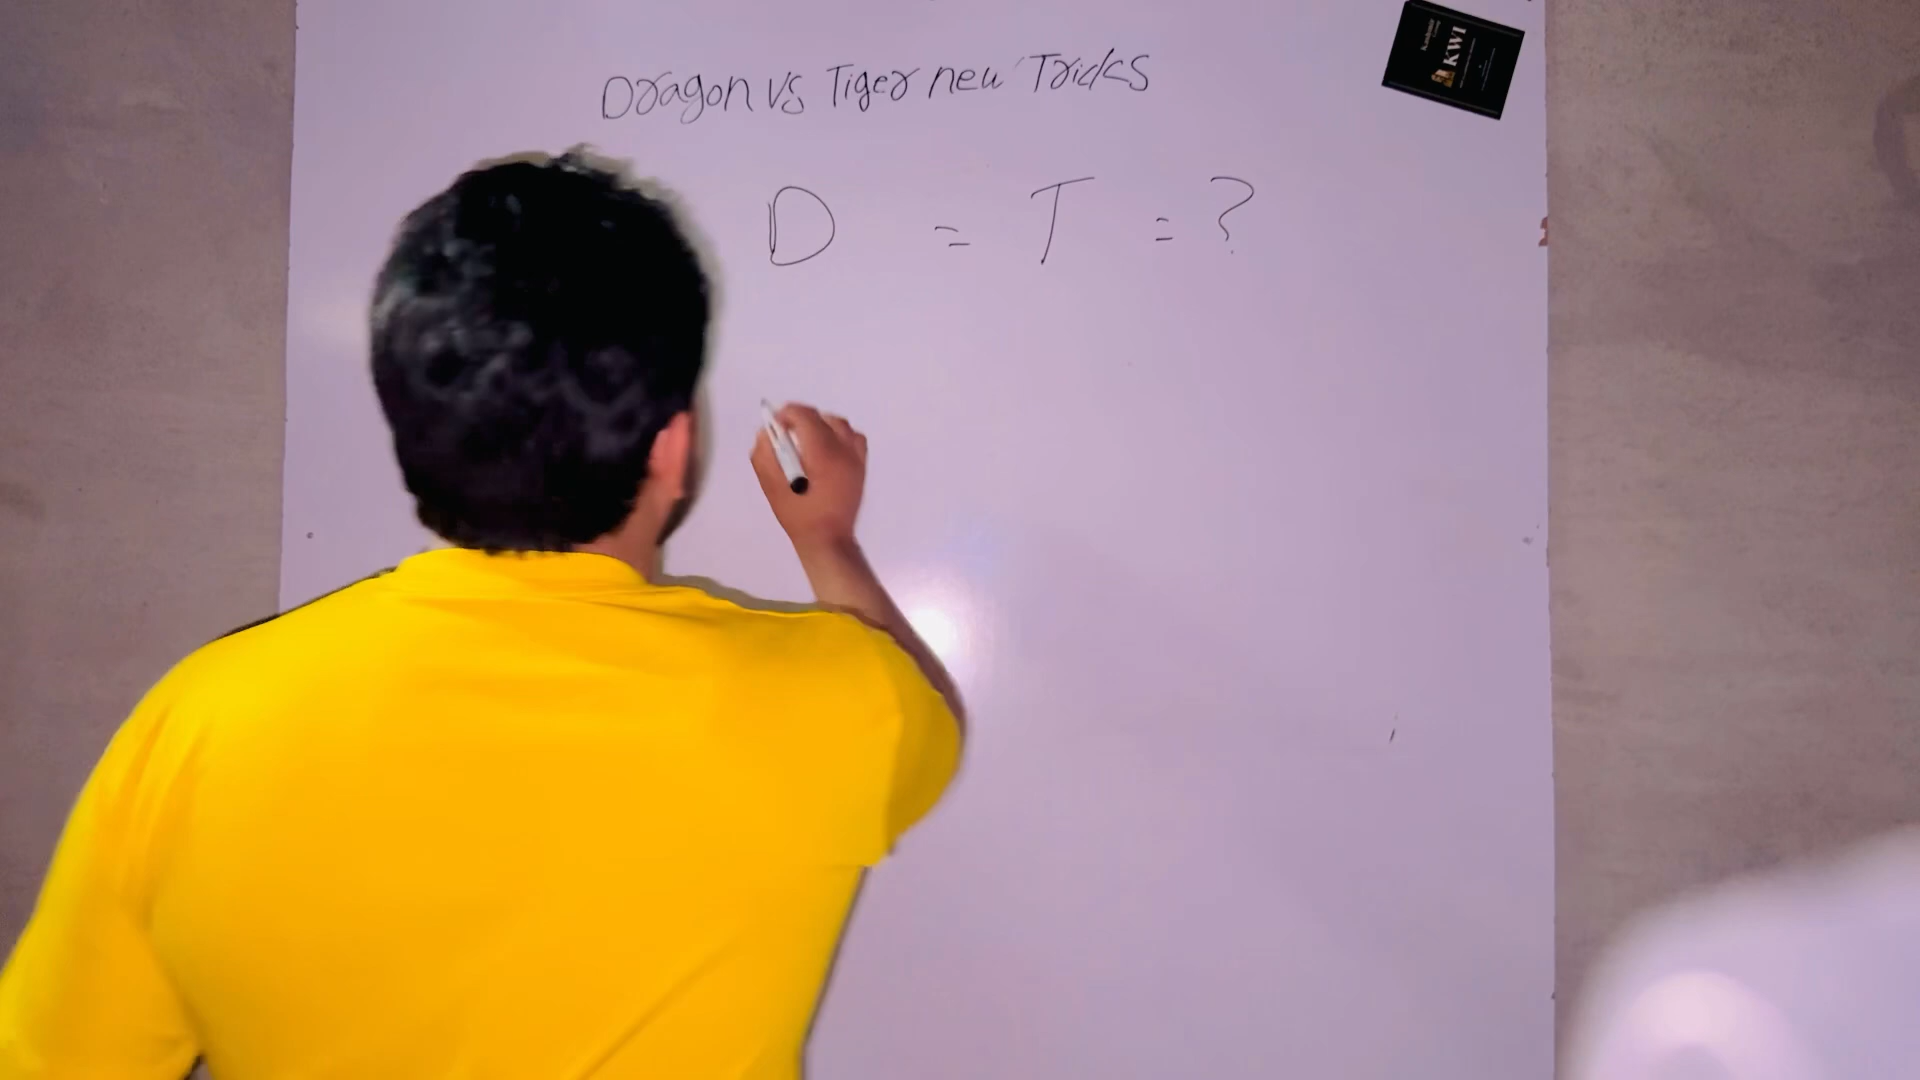 Dragon vs Tiger new Tricks
D = T = ?
KWI